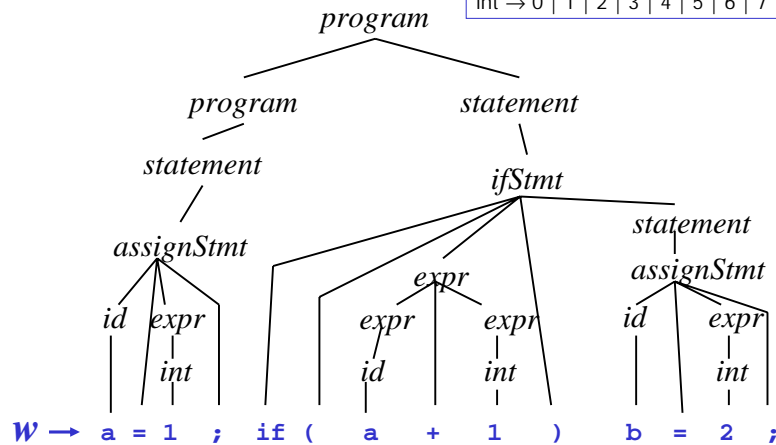 int → 0 | 1 | 2 | 3 | 4 | 5 | 6 | 7
program
program statement
statement ifStmt
statement
assignStmt assignStmt
expr
id expr expr expr id expr
int id int int
w → a = 1 ; if ( a + 1 ) b = 2 ;